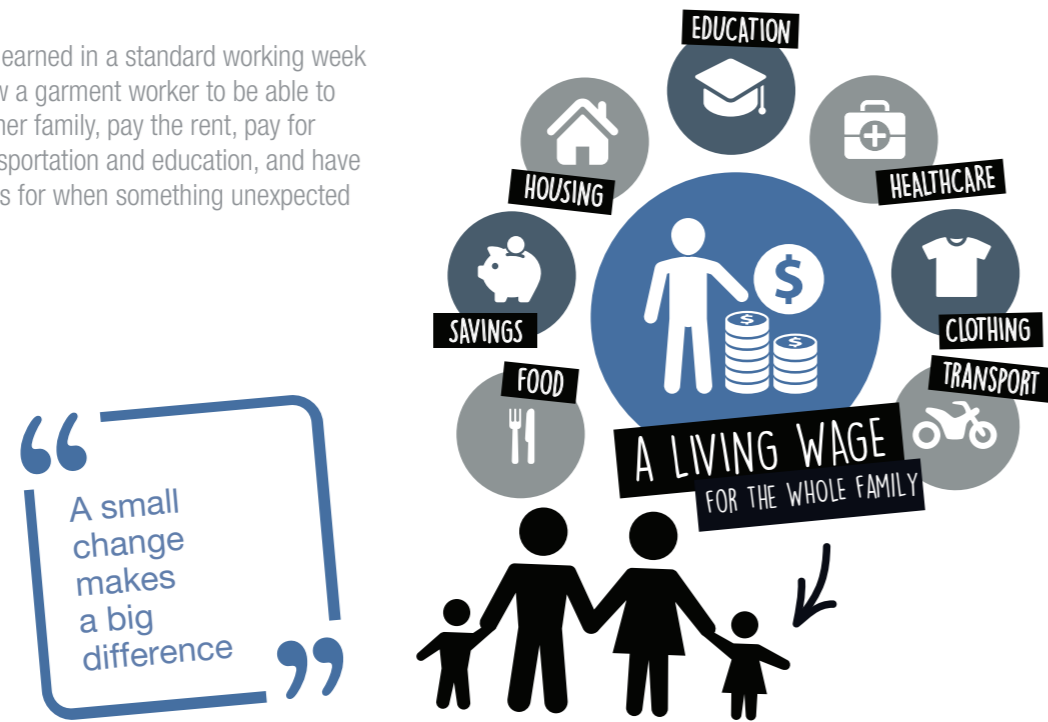 earned in a standard working week
a garment worker to be able to
her family, pay the rent, pay for
sportation and education, and have
s for when something unexpected
EDUCATION
HOUSING
HEALTHCARE
SAVINGS
CLOTHING
FOOD
TRANSPORT
$
$
$
A LIVING WAGE
FOR THE WHOLE FAMILY
“A small
change
makes
a big
difference”